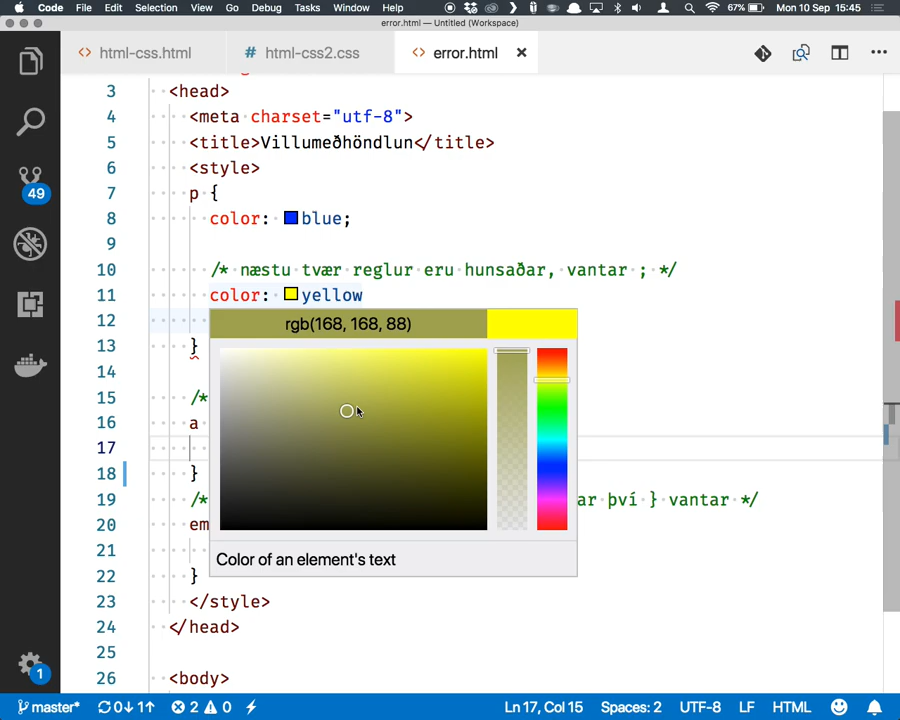 Code File Edit Selection View Go Debug Tasks Window Help 67% Mon 10 Sep 15:45
error.html — Untitled (Workspace)
<> html-css.html # html-css2.css <> error.html ×
3 <head>
4 <meta charset="utf-8">
5 <title>Villumeðhöndlun</title>
6 <style>
7 p {
8 color: blue;
9
10 /* næstu tvær reglur eru hunsaðar, vantar ; */
11 color: yellow
12 rgb(168, 168, 88)
13 }
14
15 /*
16 a
17
18 }
19 /* ar því } vantar */
20 em
21
22 }
23 </style>
24 </head>
25
26 <body>
Color of an element's text
49
1
master* 0↓ 1↑ 2 0 Ln 17, Col 15 Spaces: 2 UTF-8 LF HTML